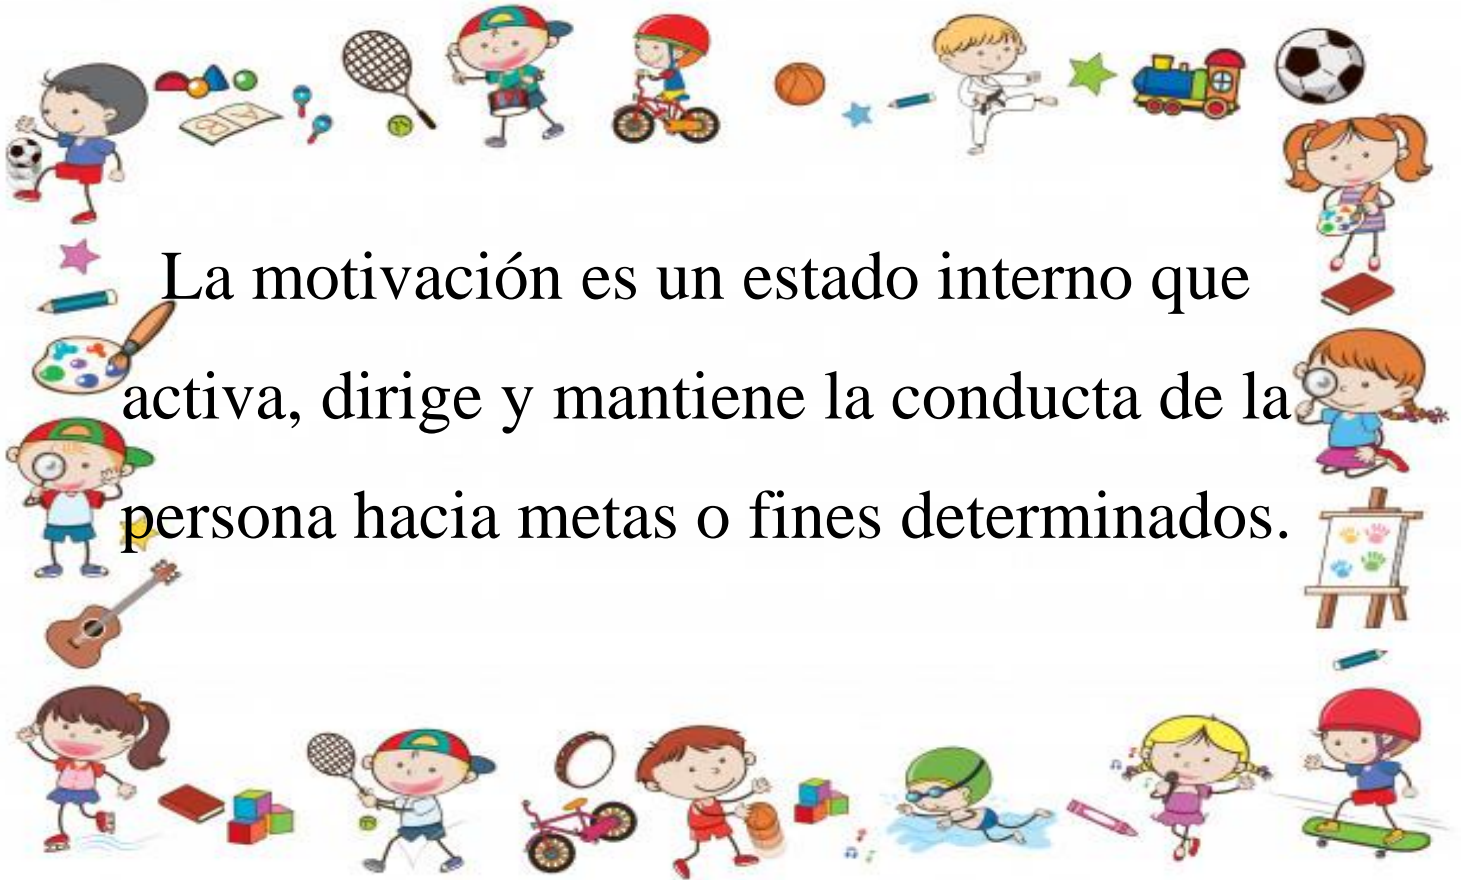 La motivación es un estado interno que
activa, dirige y mantiene la conducta de la
persona hacia metas o fines determinados.